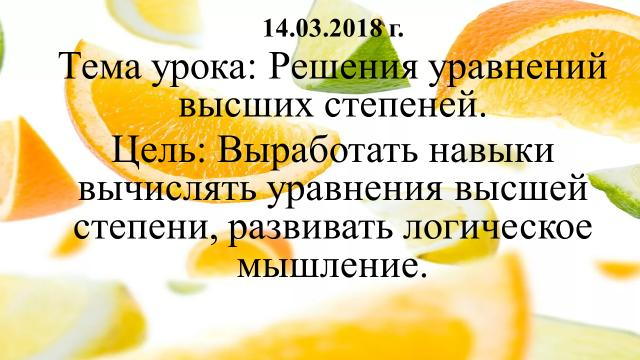 14.03.2018 г.
Тема урока: Решения уравнений
высших степеней.
Цель: Выработать навыки
вычислять уравнения высшей
степени, развивать логическое
мышление.